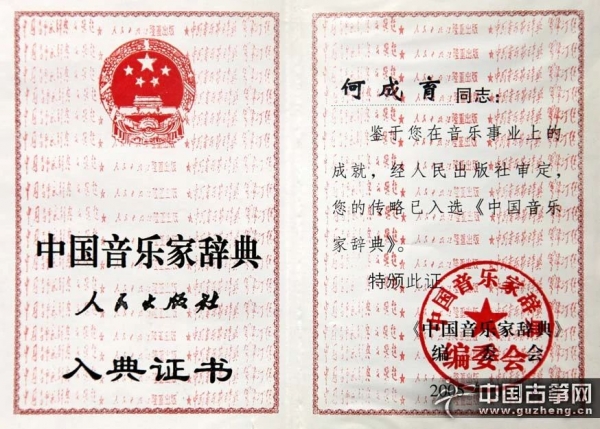 中国音乐家辞典
人民出版社
入典证书
何成育 同志：
鉴于您在音乐事业上的
成就，经人民出版社审定，
您的传略已入选《中国音乐
家辞典》。
特颁此证
《中国音乐家辞典》
编委会
中国音乐家辞典
编委会
中国古筝网
www.guzheng.cn